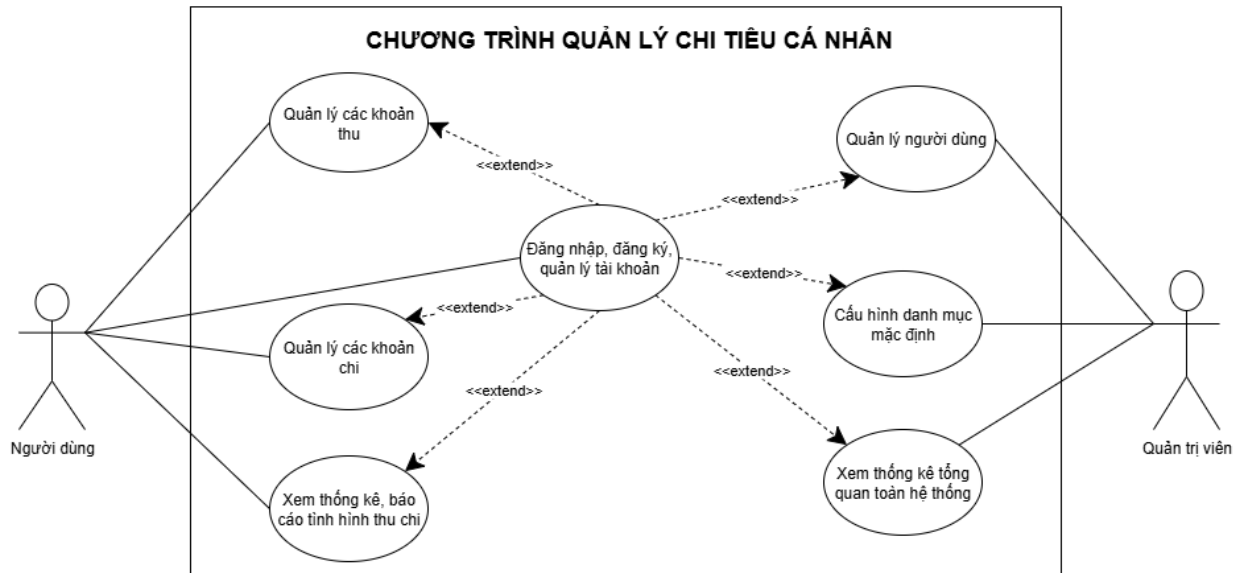 CHƯƠNG TRÌNH QUẢN LÝ CHI TIÊU CÁ NHÂN
Quản lý các khoản
thu
Quản lý người dùng
<<extend>>
<<extend>>
Đăng nhập, đăng ký,
quản lý tài khoản
<<extend>>
<<extend>>
Quản lý các khoản
chi
Cấu hình danh mục
mặc định
<<extend>>
<<extend>>
Người dùng
Quản trị viên
Xem thống kê, báo
cáo tình hình thu chi
Xem thống kê tổng
quan toàn hệ thống